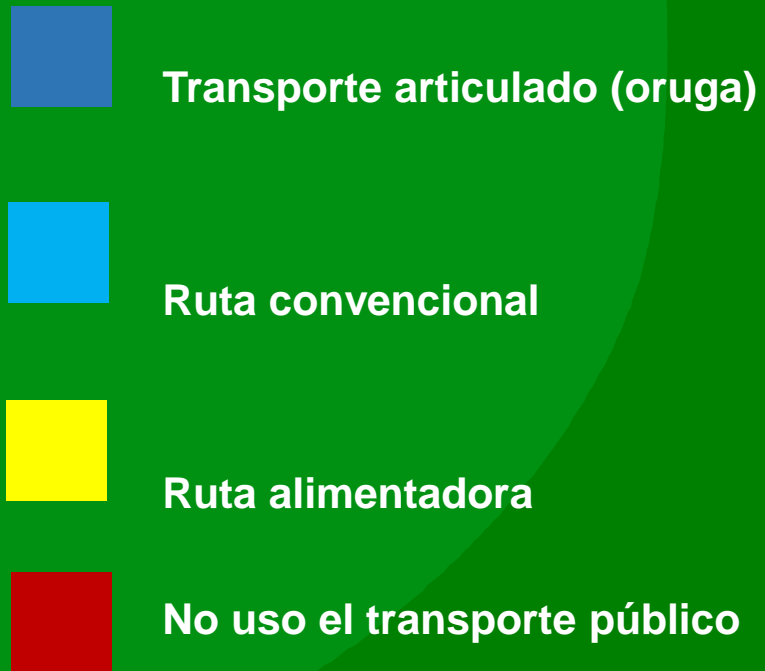 Transporte articulado (oruga)
Ruta convencional
Ruta alimentadora
No uso el transporte público